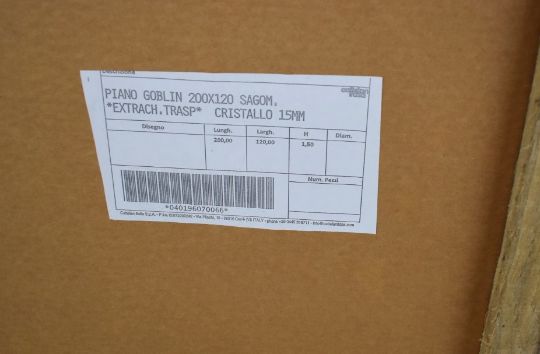 Descrizione
PIANO GOBLIN 200X120 SAGOM.
*EXTRACH.TRASP* CRISTALLO 15MM
Disegno Lungh. Largh. H Diam.
200,00 120,00 1,50
Num. Pezzi
*040196070066*